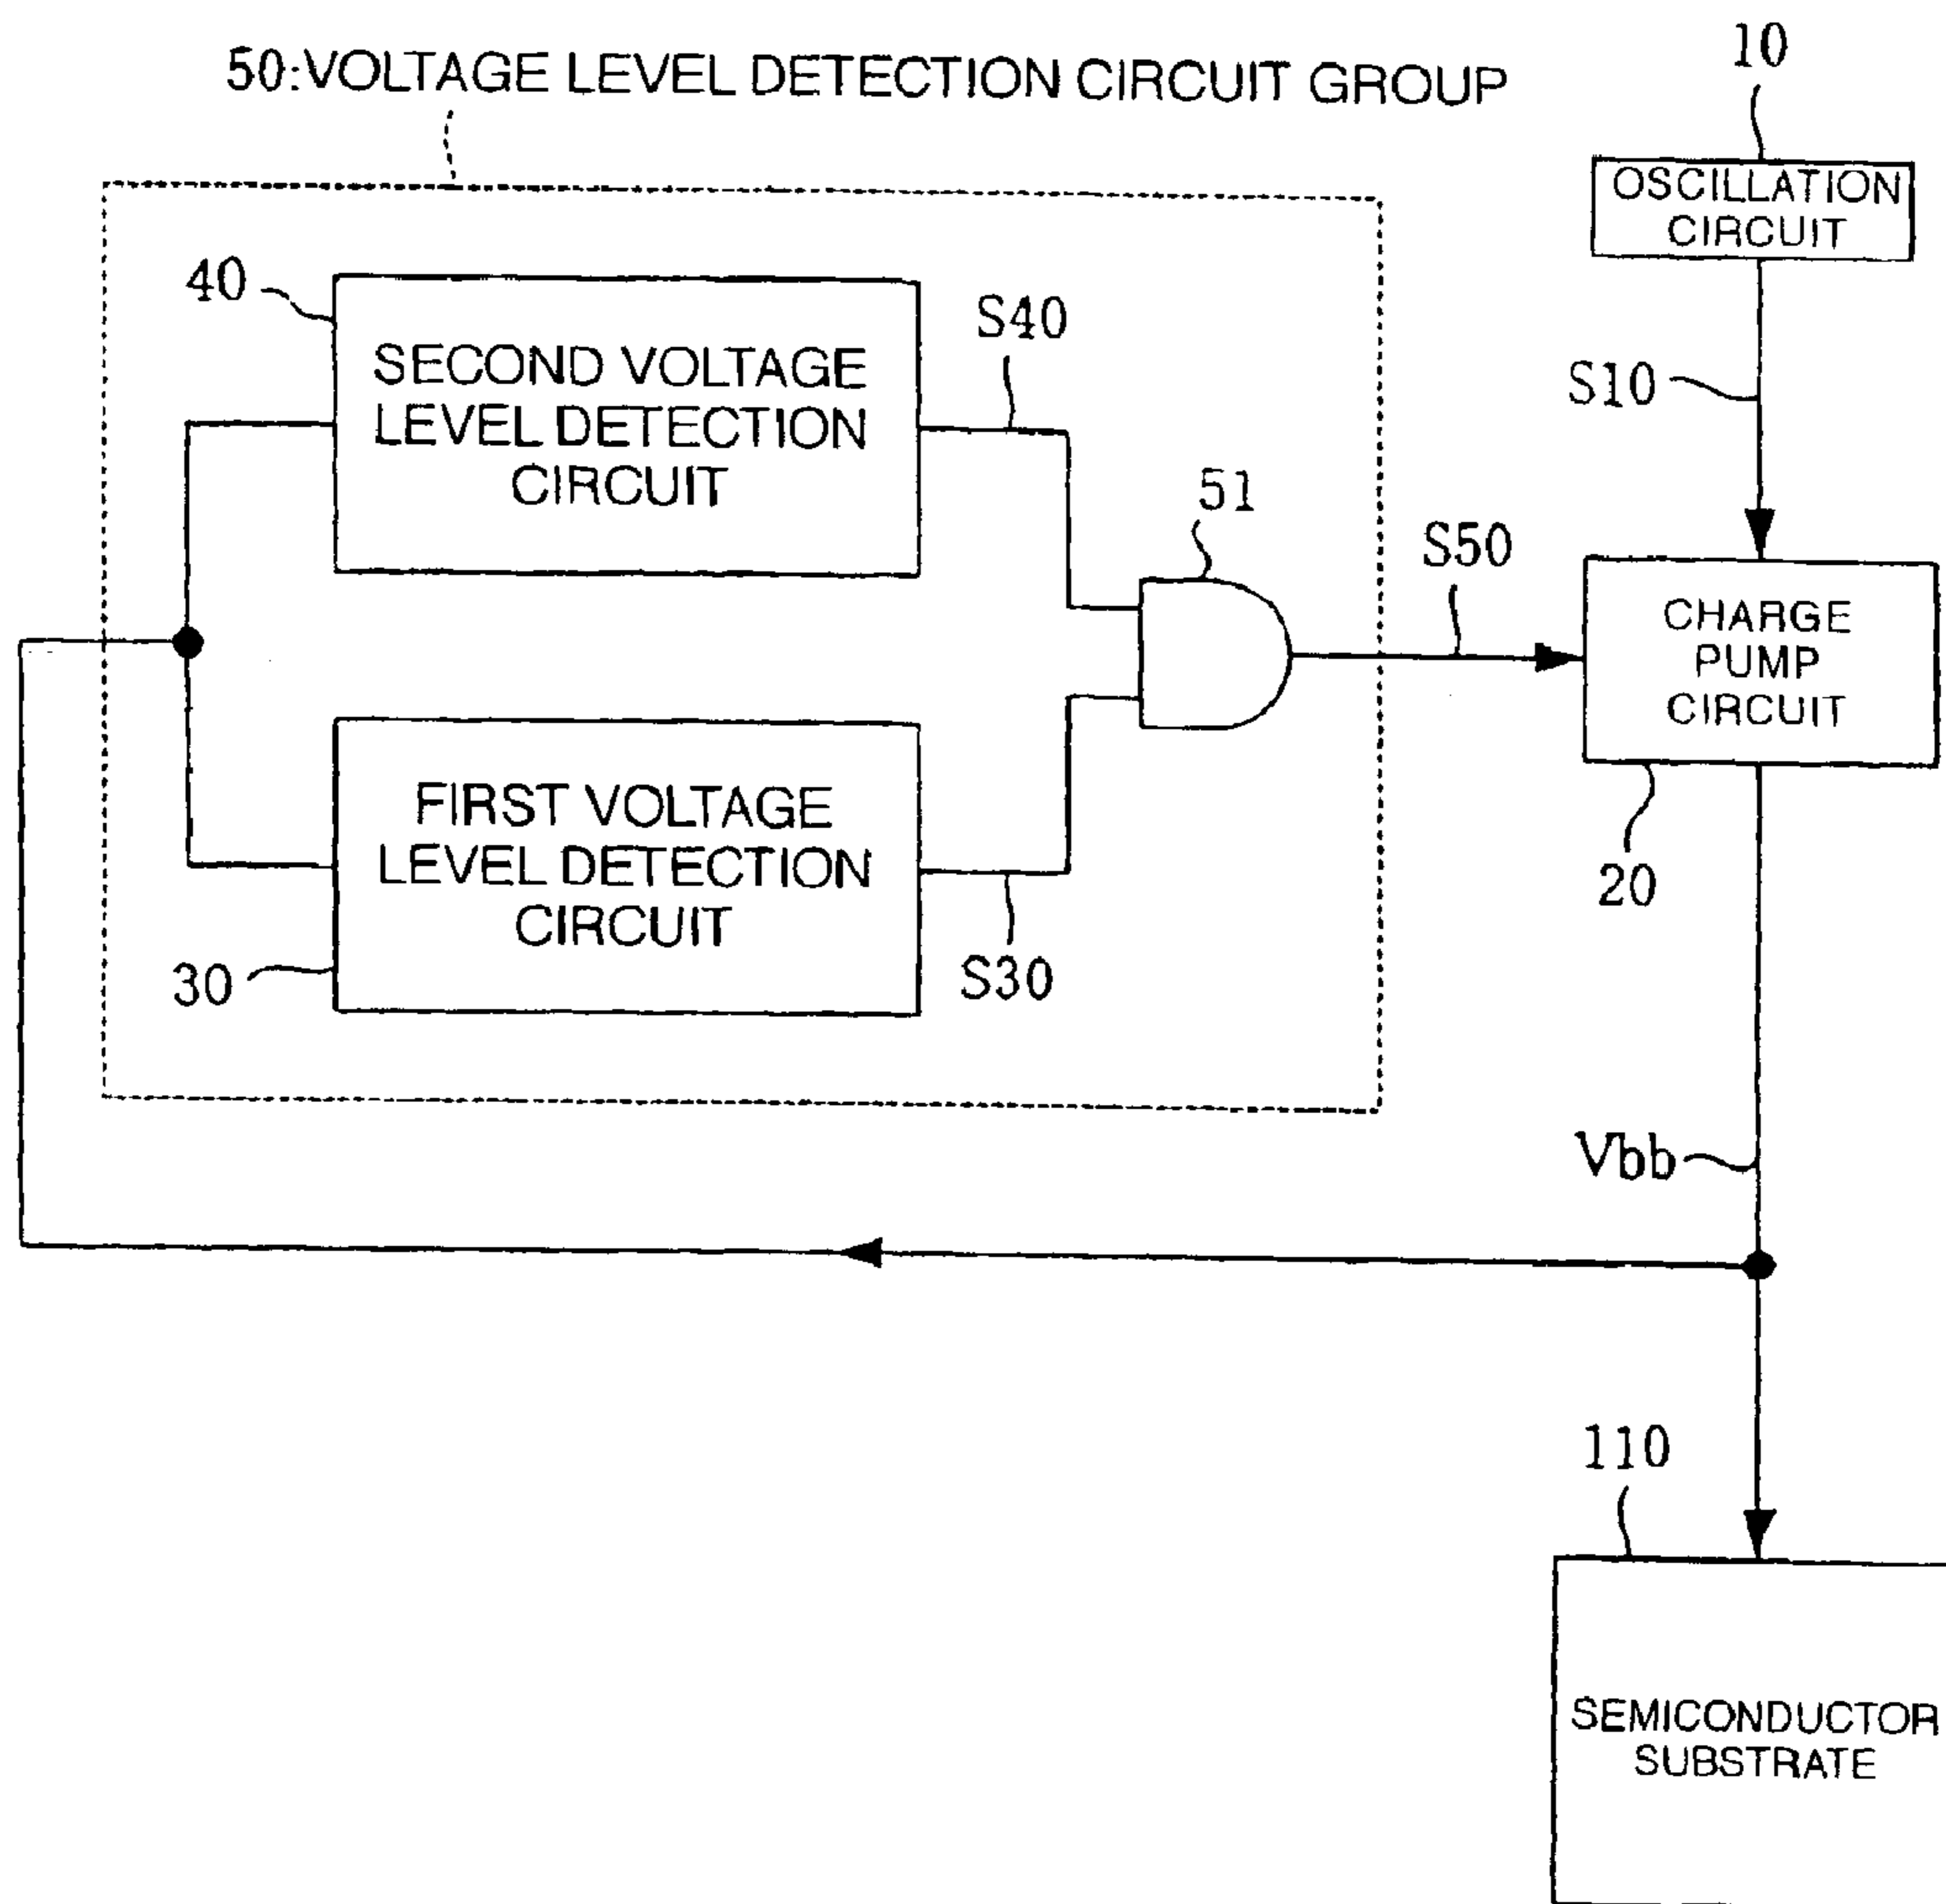 50:VOLTAGE LEVEL DETECTION CIRCUIT GROUP
10
OSCILLATION
CIRCUIT
40
SECOND VOLTAGE
LEVEL DETECTION
CIRCUIT
S40
S10
51
S50
CHARGE
PUMP
CIRCUIT
20
FIRST VOLTAGE
LEVEL DETECTION
CIRCUIT
30
S30
Vbb
110
SEMICONDUCTOR
SUBSTRATE